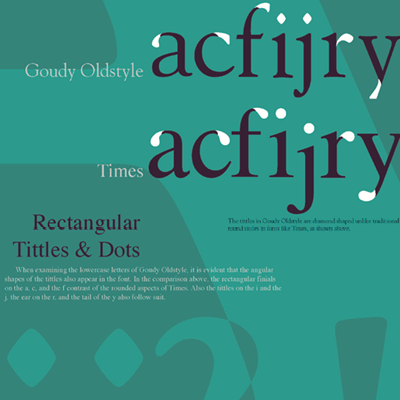 Goudy Oldstyle acfijry
Times acfijry
Rectangular
Tittles & Dots
The tittles in Goudy Oldstyle are diamond shaped unlike traditional
round tittles in fonts like Times, as shown above.
When examining the lowercase letters of Goudy Oldstyle, it is evident that the angular
shapes of the tittles also appear in the font. In the comparison above, the rectangular finials
on the a, c, and the f contrast of the rounded aspects of Times. Also the tittles on the i and the
j, the ear on the r, and the tail of the y also follow suit.